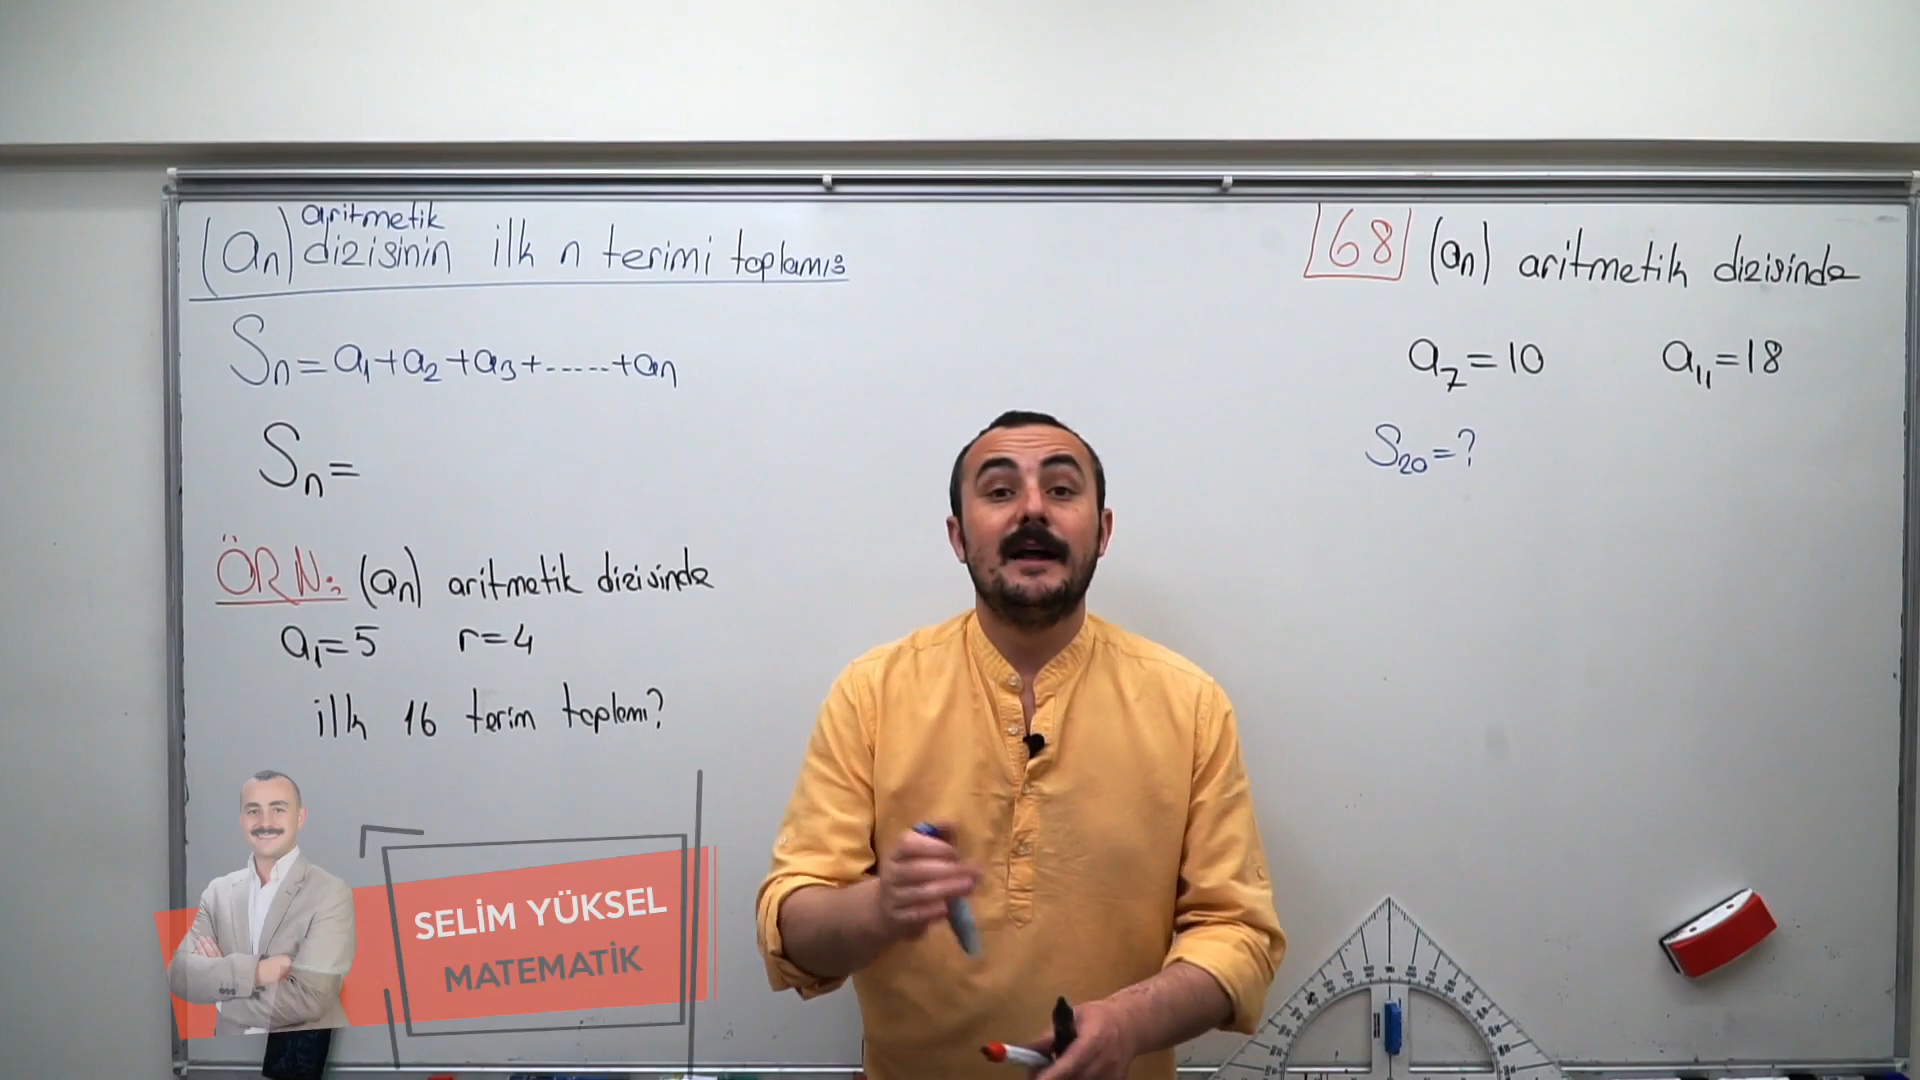 (an) aritmetik dizisinin ilk n terimi toplamı:
Sn=a1+a2+a3+.....+an
Sn=
ÖRN: (an) aritmetik dizisinde
a1=5 r=4
ilk 16 terim toplamı?
68 (an) aritmetik dizisinde
a7=10 a11=18
S20=?
SELİM YÜKSEL
MATEMATİK